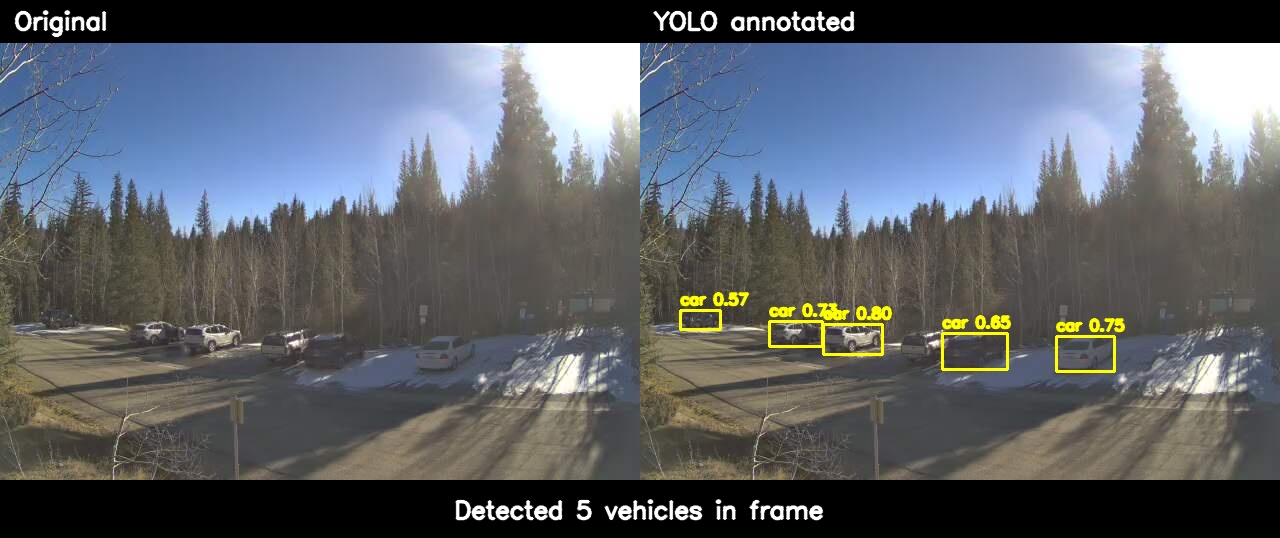 Original
YOLO annotated
car 0.57
car 0.73
car 0.80
car 0.65
car 0.75
Detected 5 vehicles in frame